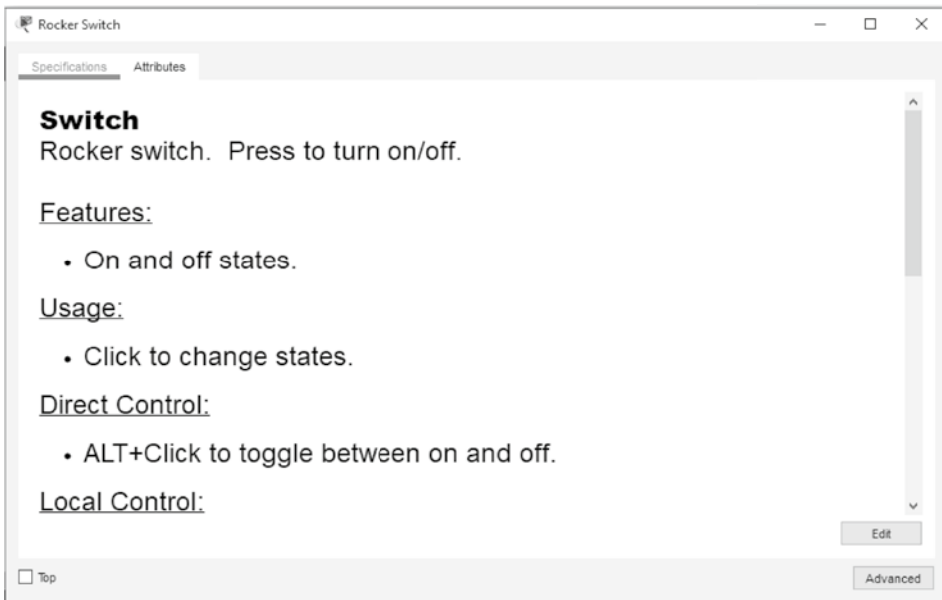 Rocker Switch
Specifications Attributes
Switch
Rocker switch. Press to turn on/off.
Features:
• On and off states.
Usage:
• Click to change states.
Direct Control:
• ALT+Click to toggle between on and off.
Local Control:
Edit
Top
Advanced